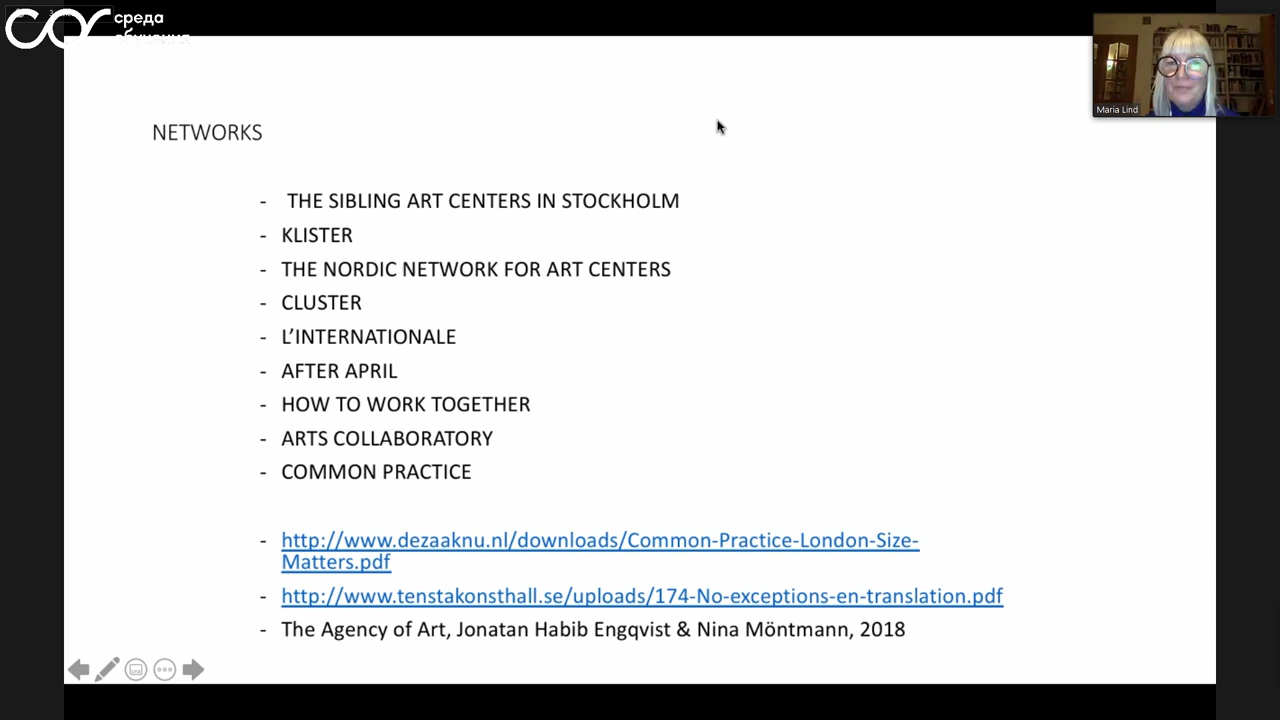 среда
обучения
Maria Lind
NETWORKS
- THE SIBLING ART CENTERS IN STOCKHOLM
- KLISTER
- THE NORDIC NETWORK FOR ART CENTERS
- CLUSTER
- L’INTERNATIONALE
- AFTER APRIL
- HOW TO WORK TOGETHER
- ARTS COLLABORATORY
- COMMON PRACTICE
- http://www.dezaaknu.nl/downloads/Common-Practice-London-Size-
Matters.pdf
- http://www.tenstakonsthall.se/uploads/174-No-exceptions-en-translation.pdf
- The Agency of Art, Jonatan Habib Engqvist & Nina Möntmann, 2018